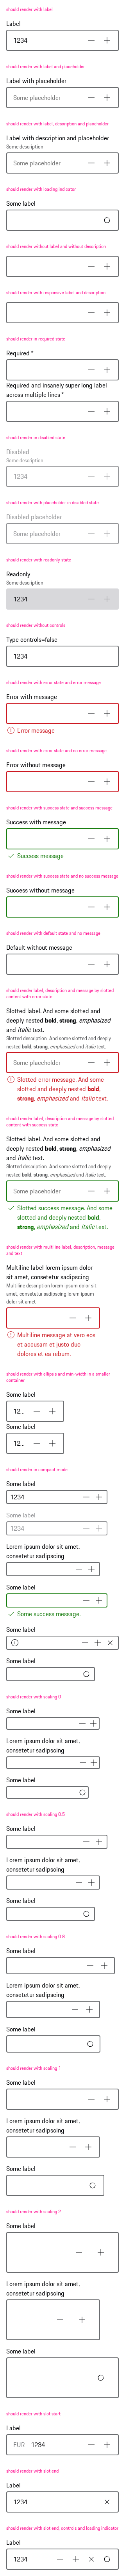 should render with label
Label
1234
should render with label and placeholder
Label with placeholder
Some placeholder
should render with label, description and placeholder
Label with description and placeholder
Some description
Some placeholder
should render with loading indicator
Some label
should render without label and without description
should render with responsive label and description
should render in required state
Required *
Required and insanely super long label
across multiple lines *
should render in disabled state
Disabled
Some description
1234
should render with placeholder in disabled state
Disabled placeholder
Some placeholder
should render with readonly state
Readonly
Some description
1234
should render without controls
Type controls=false
1234
should render with error state and error message
Error with message
Error message
should render with error state and no error message
Error without message
should render with success state and success message
Success with message
Success message
should render with success state and no success message
Success without message
should render with default state and no message
Default without message
should render label, description and message by slotted
content with error state
Slotted label. And some slotted and
deeply nested bold, strong, emphasized
and italic text.
Slotted description. And some slotted and deeply
nested bold, strong, emphasized and italic text.
Some placeholder
Slotted error message. And some
slotted and deeply nested bold,
strong, emphasized and italic text.
should render label, description and message by slotted
content with success state
Slotted label. And some slotted and
deeply nested bold, strong, emphasized
and italic text.
Slotted description. And some slotted and deeply
nested bold, strong, emphasized and italic text.
Some placeholder
Slotted success message. And some
slotted and deeply nested bold,
strong, emphasized and italic text.
should render with multiline label, description, message
and text
Multiline label lorem ipsum dolor
sit amet, consetetur sadipscing
Multiline description lorem ipsum dolor sit
amet, consetetur sadipscing lorem ipsum
dolor sit amet
Multiline message at vero eos
et accusam et justo duo
dolores et ea rebum.
should render with ellipsis and min-width in a smaller
container
Some label
12…
Some label
12…
should render in compact mode
Some label
1234
Some label
1234
Lorem ipsum dolor sit amet,
consetetur sadipscing
Some label
Some success message.
Some label
Some label
should render with scaling 0
Some label
Lorem ipsum dolor sit amet,
consetetur sadipscing
Some label
should render with scaling 0.5
Some label
Lorem ipsum dolor sit amet,
consetetur sadipscing
Some label
should render with scaling 0.8
Some label
Lorem ipsum dolor sit amet,
consetetur sadipscing
Some label
should render with scaling 1
Some label
Lorem ipsum dolor sit amet,
consetetur sadipscing
Some label
should render with scaling 2
Some label
Lorem ipsum dolor sit amet,
consetetur sadipscing
Some label
should render with slot start
Label
EUR 1234
should render with slot end
Label
1234
should render with slot end, controls and loading indicator
Label
1234